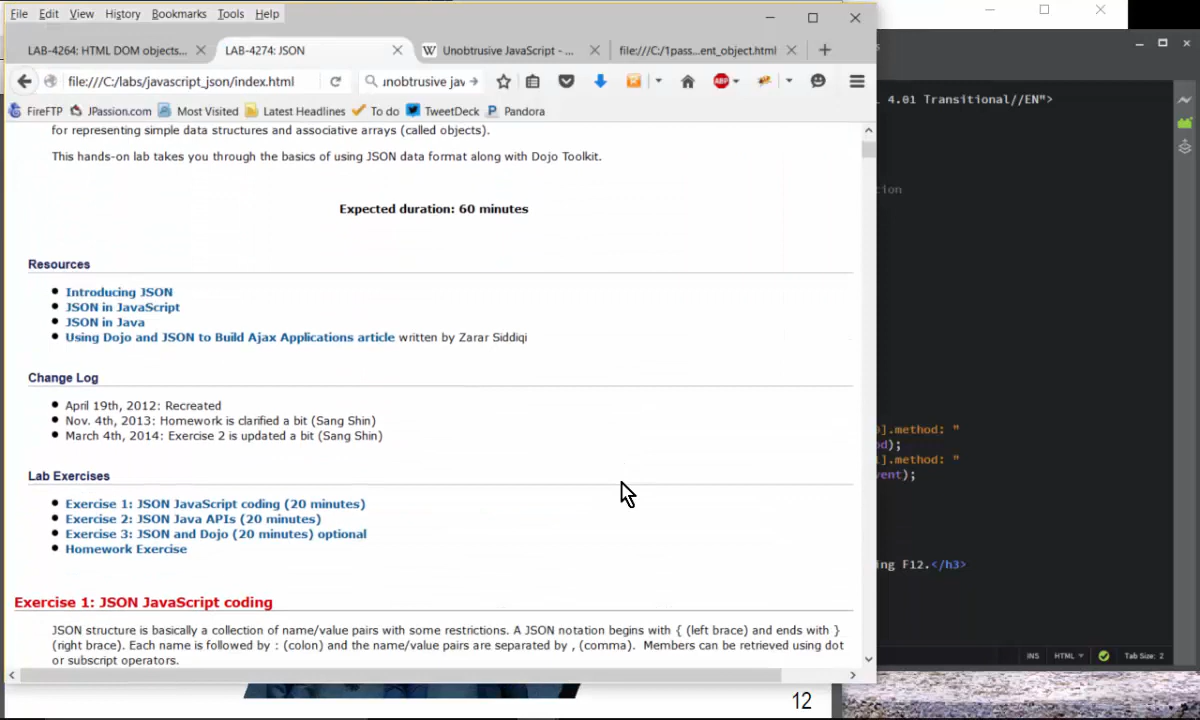 File Edit View History Bookmarks Tools Help
LAB-4264: HTML DOM objects...
LAB-4274: JSON
Unobtrusive JavaScript - ...
file:///C:/1pass...ent_object.html
file:///C:/labs/javascript_json/index.html
unobtrusive jav
FireFTP JPassion.com Most Visited Latest Headlines To do TweetDeck Pandora
for representing simple data structures and associative arrays (called objects).
This hands-on lab takes you through the basics of using JSON data format along with Dojo Toolkit.
Expected duration: 60 minutes
Resources
Introducing JSON
JSON in JavaScript
JSON in Java
Using Dojo and JSON to Build Ajax Applications article written by Zarar Siddiqi
Change Log
April 19th, 2012: Recreated
Nov. 4th, 2013: Homework is clarified a bit (Sang Shin)
March 4th, 2014: Exercise 2 is updated a bit (Sang Shin)
Lab Exercises
Exercise 1: JSON JavaScript coding (20 minutes)
Exercise 2: JSON Java APIs (20 minutes)
Exercise 3: JSON and Dojo (20 minutes) optional
Homework Exercise
Exercise 1: JSON JavaScript coding
JSON structure is basically a collection of name/value pairs with some restrictions. A JSON notation begins with { (left brace) and ends with }
(right brace). Each name is followed by : (colon) and the name/value pairs are separated by , (comma). Members can be retrieved using dot
or subscript operators.
4.01 Transitional//EN">
].method: "
].method: "
ing F12.</h3>
INS HTML Tab Size: 2
12